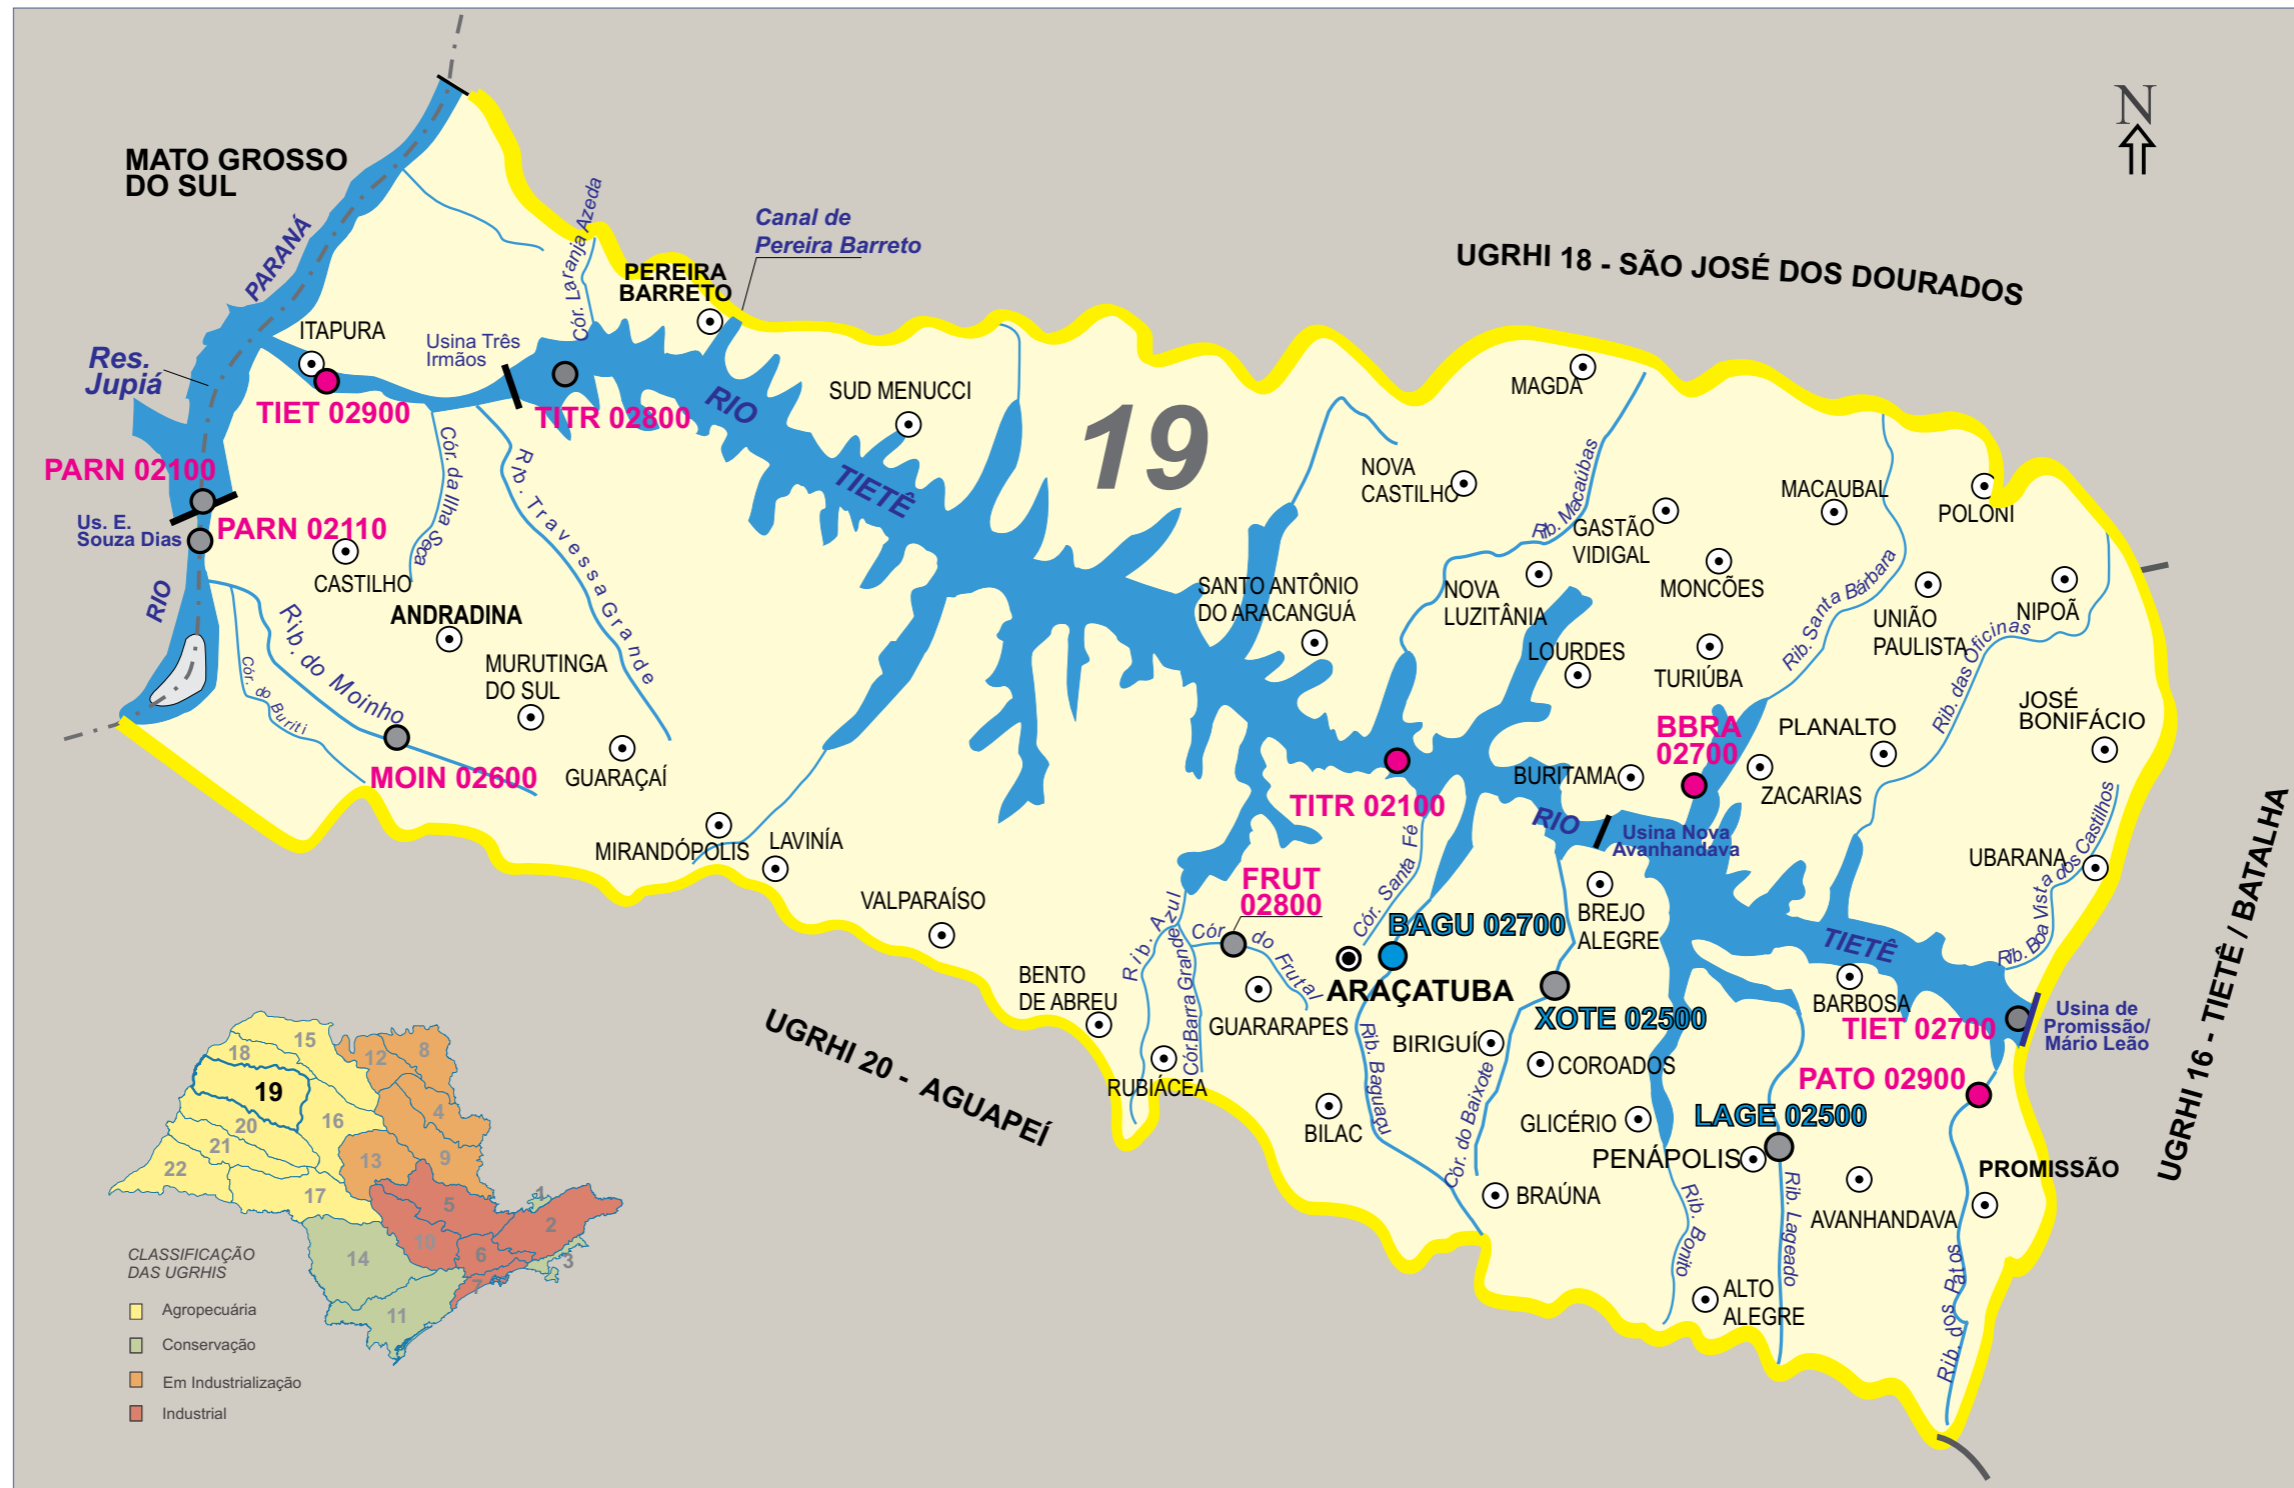 N
MATO GROSSO
DO SUL
PARANÁ
Cór. Laranja Azeda
Canal de
Pereira Barreto
UGRHI 18 - SÃO JOSÉ DOS DOURADOS
PEREIRA
BARRETO
ITAPURA
Usina Três
Irmãos
Res.
Jupiá
TIET 02900
TITR 02800
RIO
SUD MENUCCI
19
MAGDA
TIETÊ
PARN 02100
Cór. da Ilha Seca
Rib. Travessa Grande
NOVA
CASTILHO
Rib. Macaúbas
MACAUBAL
POLONI
Us. E.
Souza Dias
PARN 02110
GASTÃO
VIDIGAL
CASTILHO
MONCÕES
Rib. Santa Bárbara
SANTO ANTÔNIO
DO ARACANGUÁ
NOVA
LUZITÂNIA
UNIÃO
PAULISTA
NIPOÃ
RIO
ANDRADINA
Rib. do Moinho
Cór. do Buriti
MURUTINGA
DO SUL
LOURDES
TURIÚBA
Rib. das Oficinas
JOSÉ
BONIFÁCIO
BBRA
02700
PLANALTO
MOIN 02600
GUARAÇAÍ
BURITAMA
ZACARIAS
TITR 02100
RIO
Usina Nova
Avanhandava
MIRANDÓPOLIS
LAVINÍA
UBARANA
Rib. Boa Vista dos Castilhos
VALPARAÍSO
FRUT
02800
Cór. Santa Fé
BREJO
ALEGRE
BAGU 02700
Rib. Azul
Cór.Barra Grande
Cór. do Frutal
TIETÊ
BENTO
DE ABREU
ARAÇATUBA
BARBOSA
GUARARAPES
XOTE 02500
TIET 02700
Usina de
Promissão/
Mário Leão
UGRHI 16 - TIETÊ / BATALHA
UGRHI 20 - AGUAPEÍ
BIRIGUÍ
Rib. Baguaçu
COROADOS
RUBIÁCEA
PATO 02900
BILAC
Cór. do Baixote
GLICÉRIO
LAGE 02500
PENÁPOLIS
PROMISSÃO
BRAÚNA
Rib. Bonito
Rib. Lageado
AVANHANDAVA
Rib. dos Patos
ALTO
ALEGRE
15
18
12
8
19
4
20
16
21
13
9
22
17
1
5
2
10
6
14
3
7
11
CLASSIFICAÇÃO
DAS UGRHIS
Agropecuária
Conservação
Em Industrialização
Industrial